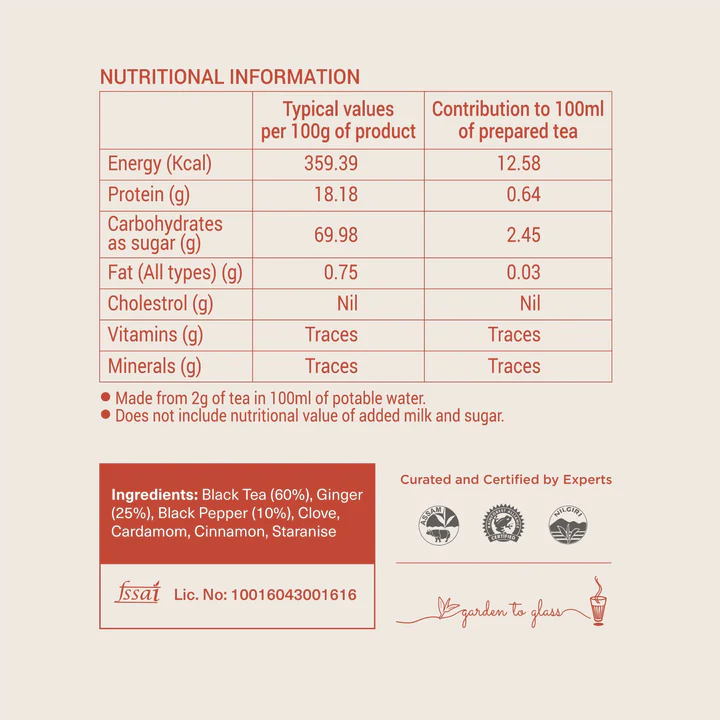 NUTRITIONAL INFORMATION
Typical values per 100g of product
Contribution to 100ml of prepared tea
Energy (Kcal) 359.39 12.58
Protein (g) 18.18 0.64
Carbohydrates as sugar (g) 69.98 2.45
Fat (All types) (g) 0.75 0.03
Cholestrol (g) Nil Nil
Vitamins (g) Traces Traces
Minerals (g) Traces Traces
● Made from 2g of tea in 100ml of potable water.
● Does not include nutritional value of added milk and sugar.
Ingredients: Black Tea (60%), Ginger
(25%), Black Pepper (10%), Clove,
Cardamom, Cinnamon, Staranise
fssai Lic. No: 10016043001616
Curated and Certified by Experts
ASSAM
CERTIFIED
NILGIRI
garden to glass